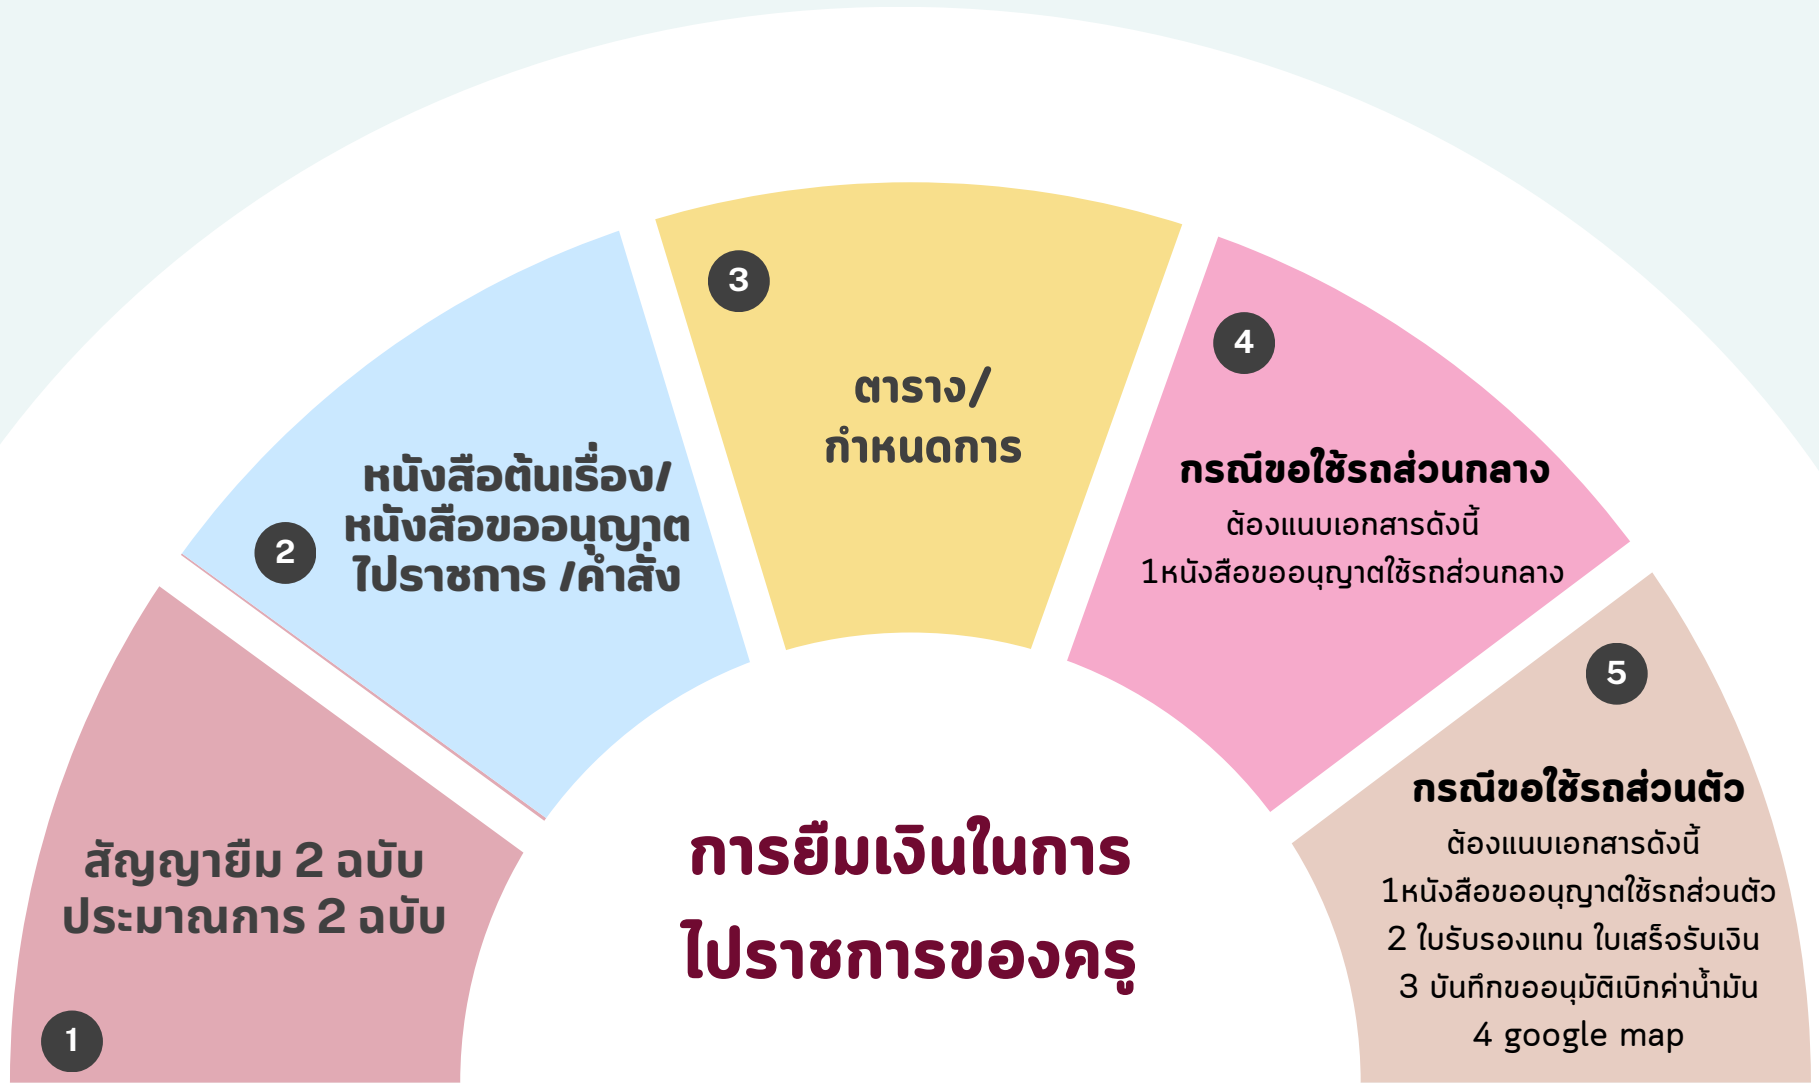 1
สัญญายืม 2 ฉบับ
ประมาณการ 2 ฉบับ
2
หนังสือต้นเรื่อง/
หนังสือขออนุญาต
ไปราชการ /คำสั่ง
3
ตาราง/
กำหนดการ
4
กรณีขอใช้รถส่วนกลาง
ต้องแนบเอกสารดังนี้
1หนังสือขออนุญาตใช้รถส่วนกลาง
5
กรณีขอใช้รถส่วนตัว
ต้องแนบเอกสารดังนี้
1หนังสือขออนุญาตใช้รถส่วนตัว
2 ใบรับรองแทน ใบเสร็จรับเงิน
3 บันทึกขออนุมัติเบิกค่าน้ำมัน
4 google map
การยืมเงินในการ
ไปราชการของครู